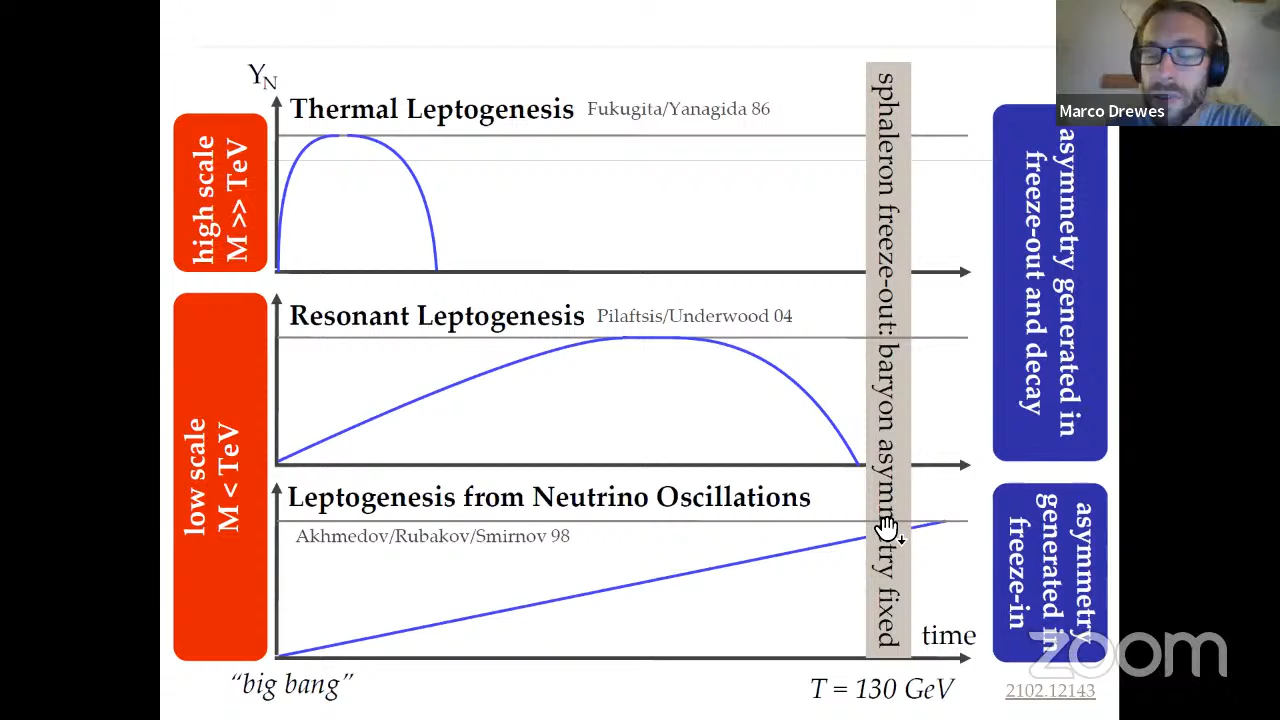 Y_N
Thermal Leptogenesis Fukugita/Yanagida 86
high scale
M >> TeV
Resonant Leptogenesis Pilaftsis/Underwood 04
low scale
M < TeV
Leptogenesis from Neutrino Oscillations
Akhmedov/Rubakov/Smirnov 98
sphaleron freeze-out: baryon asymmetry fixed
time
"big bang"
T = 130 GeV
Marco Drewes
asymmetry generated in
freeze-out and decay
asymmetry
generated in
freeze-in
zoom
2102.12143